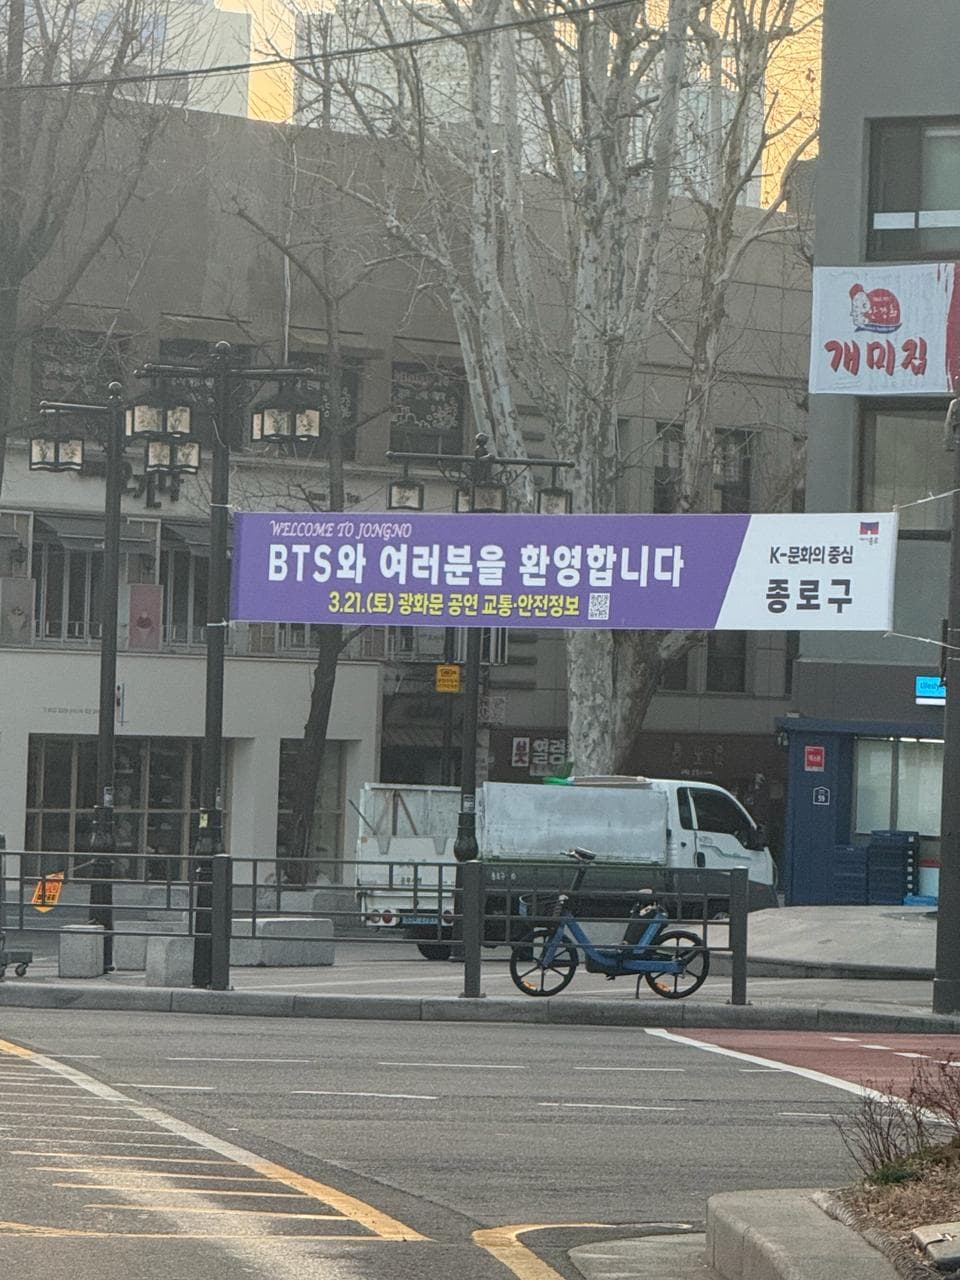 개미집
WELCOME TO JONGNO
BTS와 여러분을 환영합니다
3.21.(토) 광화문 공연 교통·안전정보
K-문화의 중심
종로구